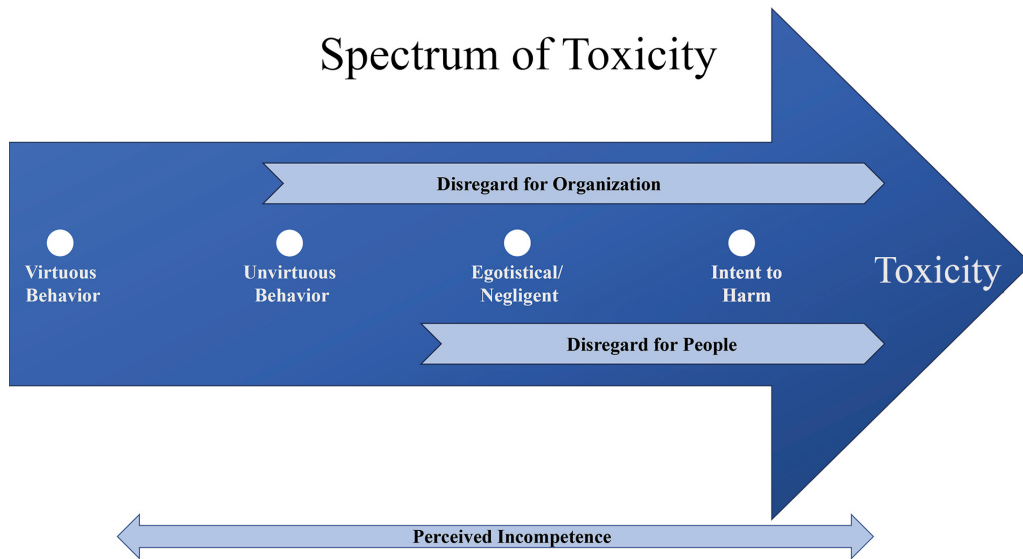 Spectrum of Toxicity
Disregard for Organization
Virtuous
Behavior
Unvirtuous
Behavior
Egotistical/
Negligent
Intent to
Harm
Toxicity
Disregard for People
Perceived Incompetence